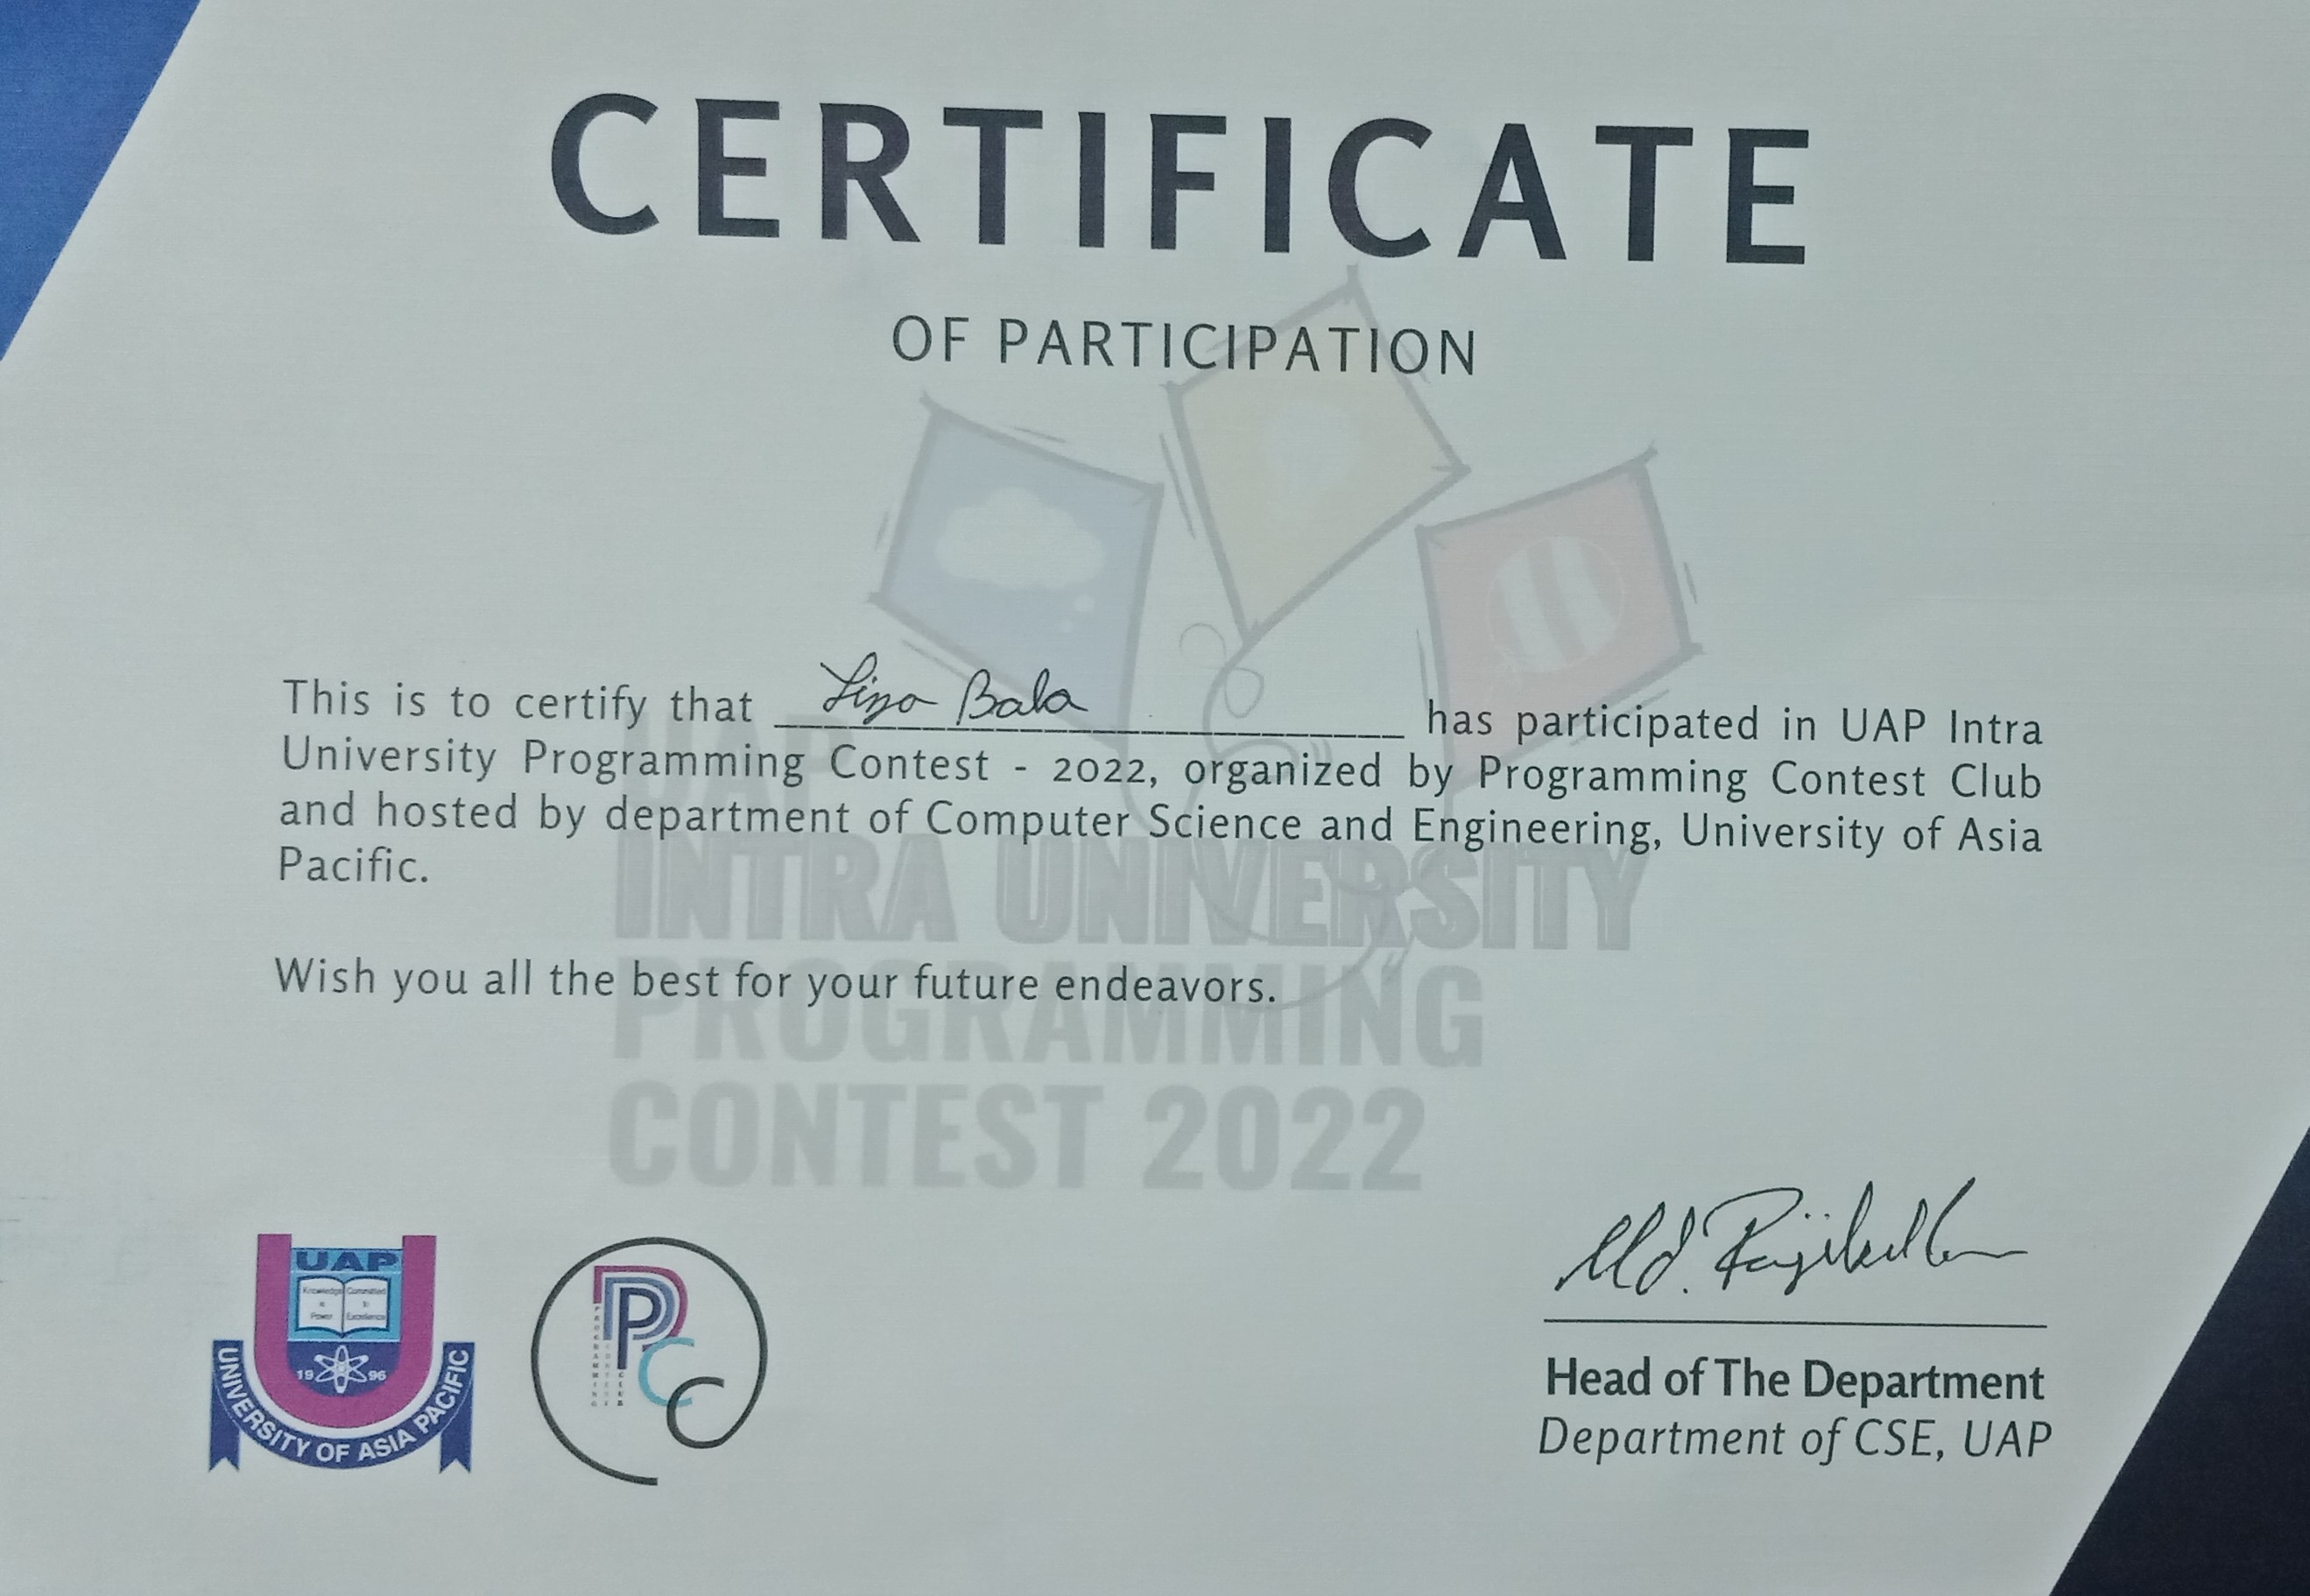 CERTIFICATE
OF PARTICIPATION
This is to certify that Liza Bala has participated in UAP Intra
University Programming Contest - 2022, organized by Programming Contest Club
and hosted by department of Computer Science and Engineering, University of Asia
Pacific.
Wish you all the best for your future endeavors.
UAP
INTRA UNIVERSITY
PROGRAMMING
CONTEST 2022
UAP
Knowledge is Power
Committed to Excellence
19 96
UNIVERSITY OF ASIA PACIFIC
PCC
PROGRAMMING
CONTEST
CLUB
Md.
Head of The Department
Department of CSE, UAP